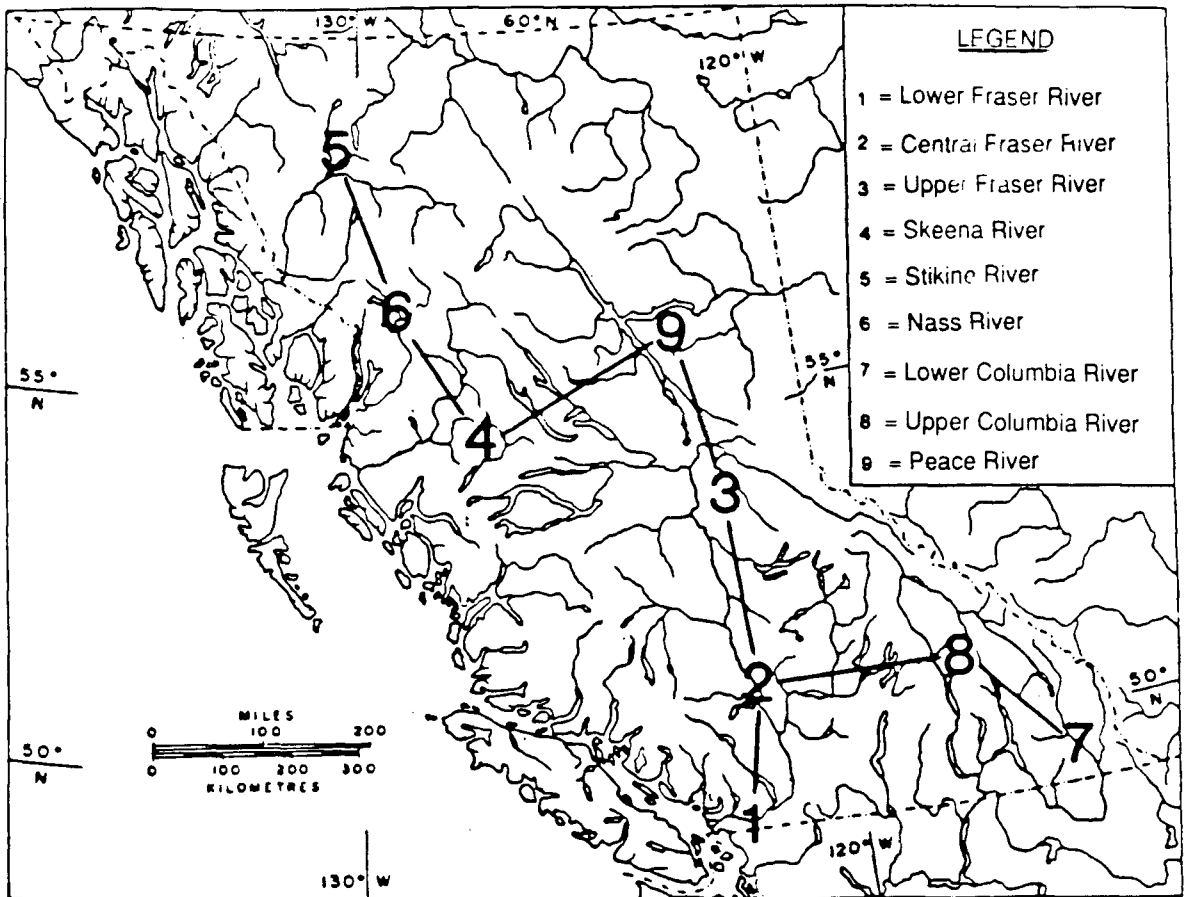 130° W
60° N
120° W
LEGEND
1 = Lower Fraser River
2 = Central Fraser River
3 = Upper Fraser River
4 = Skeena River
5 = Stikine River
6 = Nass River
7 = Lower Columbia River
8 = Upper Columbia River
9 = Peace River
5
6
9
55°
N
55°
N
4
3
2
8
50°
N
MILES
0 100 200
0 100 200 300
KILOMETRES
50°
N
7
1
120° W
130° W